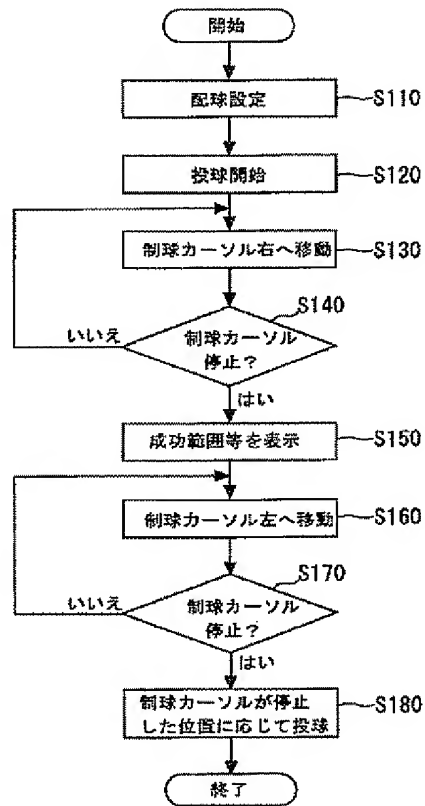 開始
配球設定
S110
投球開始
S120
制球カーソル右へ移動
S130
S140
制球カーソル
停止？
いいえ
はい
成功範囲等を表示
S150
制球カーソル左へ移動
S160
S170
制球カーソル
停止？
いいえ
はい
制球カーソルが停止
した位置に応じて投球
S180
終了